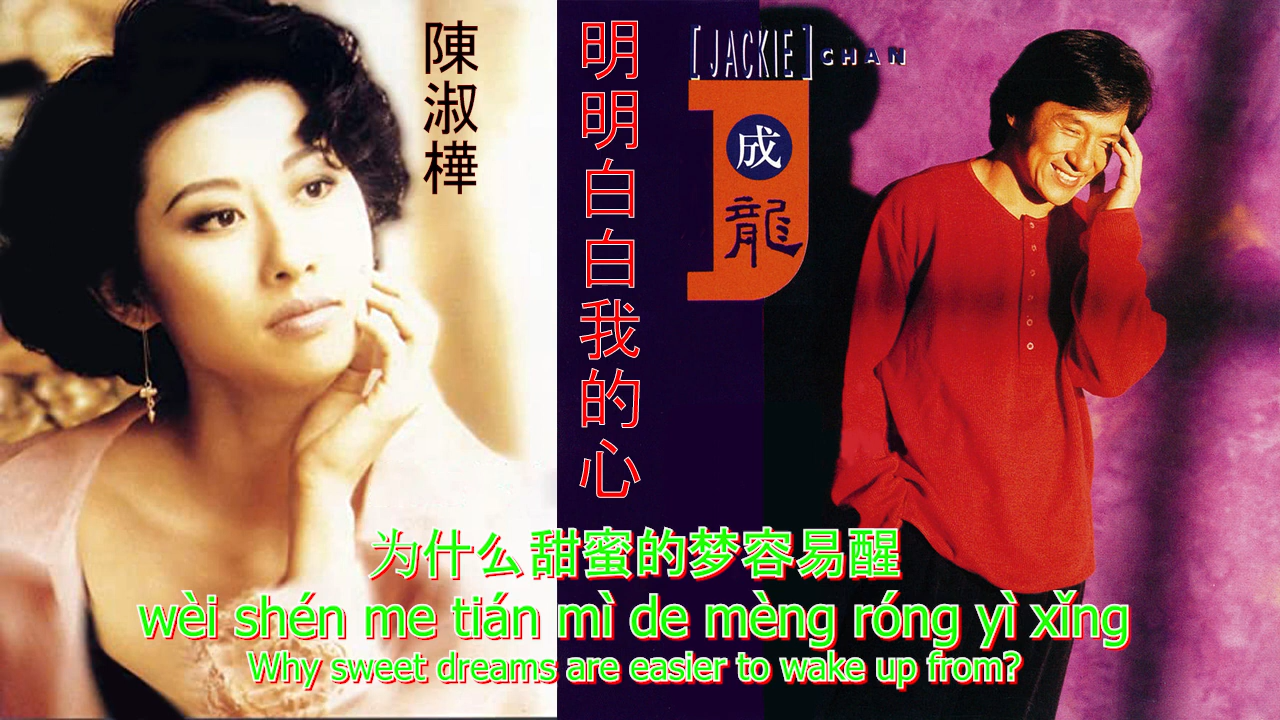 陳淑樺
明明白白我的心
[JACKIE] CHAN
成龍
为什么甜蜜的梦容易醒
wèi shén me tián mì de mèng róng yì xǐng
Why sweet dreams are easier to wake up from?